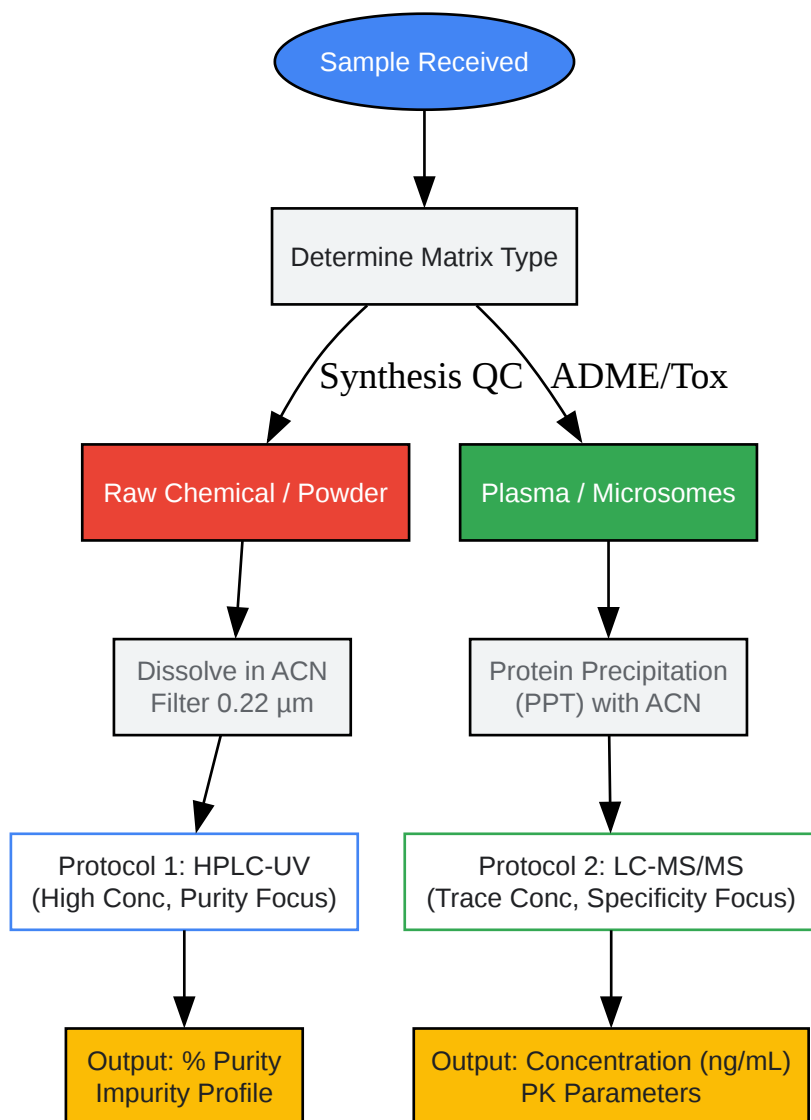 Sample Received
Determine Matrix Type
Synthesis QC
ADME/Tox
Raw Chemical / Powder
Plasma / Microsomes
Dissolve in ACN
Filter 0.22 µm
Protein Precipitation
(PPT) with ACN
Protocol 1: HPLC-UV
(High Conc, Purity Focus)
Protocol 2: LC-MS/MS
(Trace Conc, Specificity Focus)
Output: % Purity
Impurity Profile
Output: Concentration (ng/mL)
PK Parameters